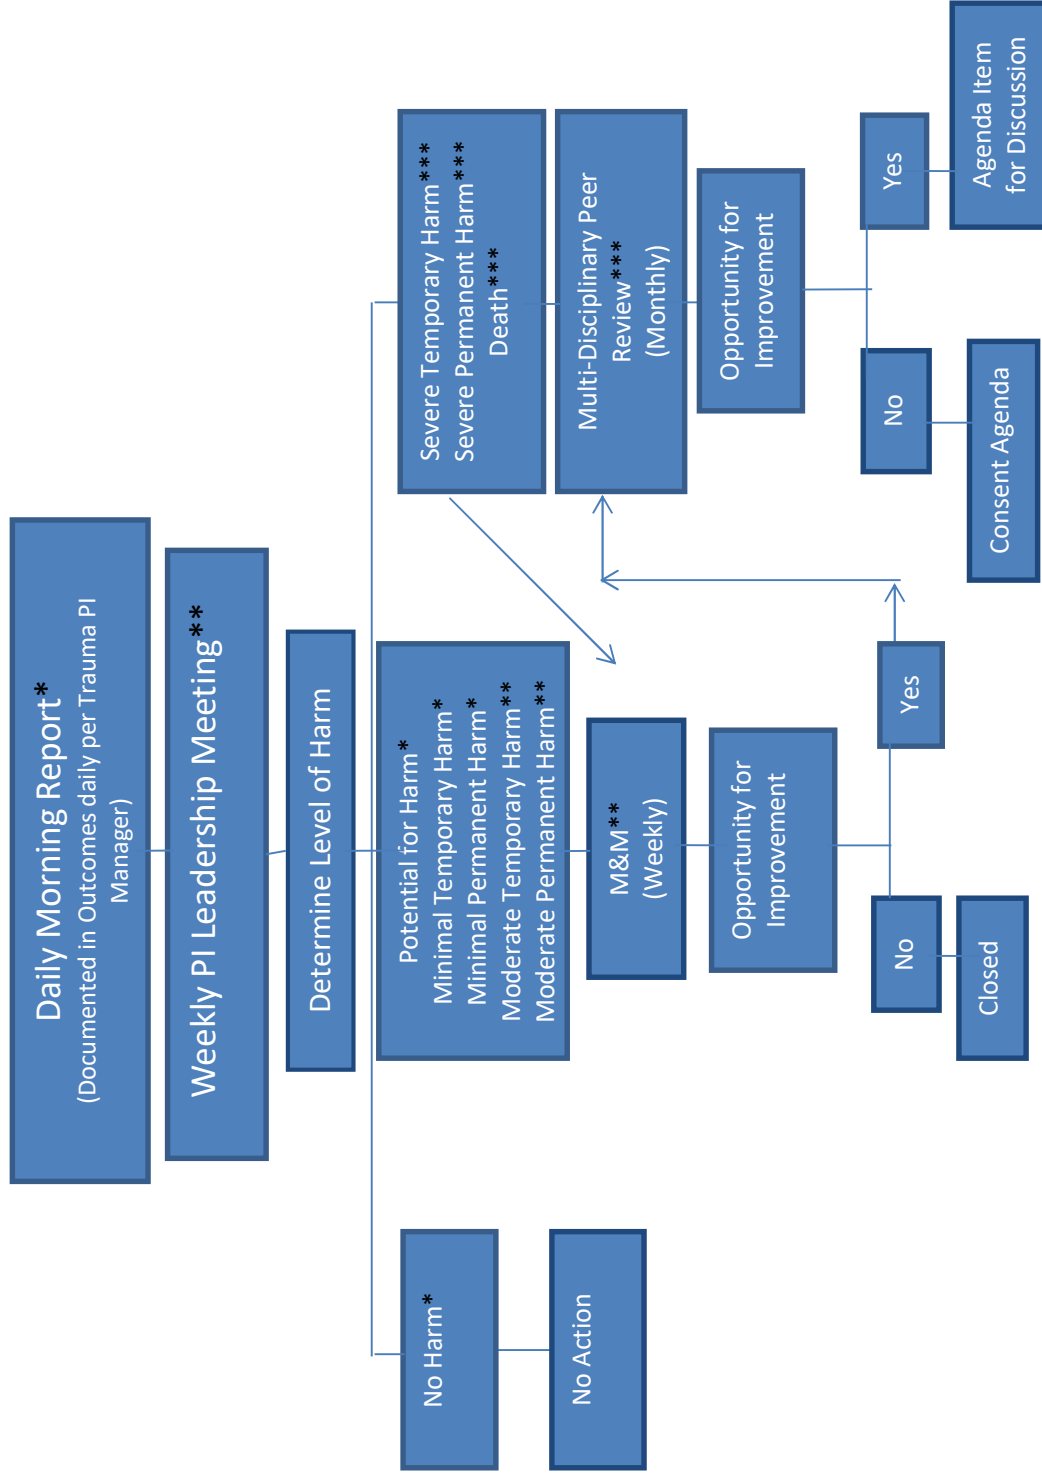 Daily Morning Report*
(Documented in Outcomes daily per Trauma PI
Manager)
Weekly PI Leadership Meeting**
Determine Level of Harm
No Harm*
No Action
Potential for Harm*
Minimal Temporary Harm*
Minimal Permanent Harm*
Moderate Temporary Harm**
Moderate Permanent Harm**
M&M**
(Weekly)
Opportunity for
Improvement
No
Closed
Yes
Severe Temporary Harm***
Severe Permanent Harm***
Death***
Multi-Disciplinary Peer
Review***
(Monthly)
Opportunity for
Improvement
No
Consent Agenda
Yes
Agenda Item
for Discussion